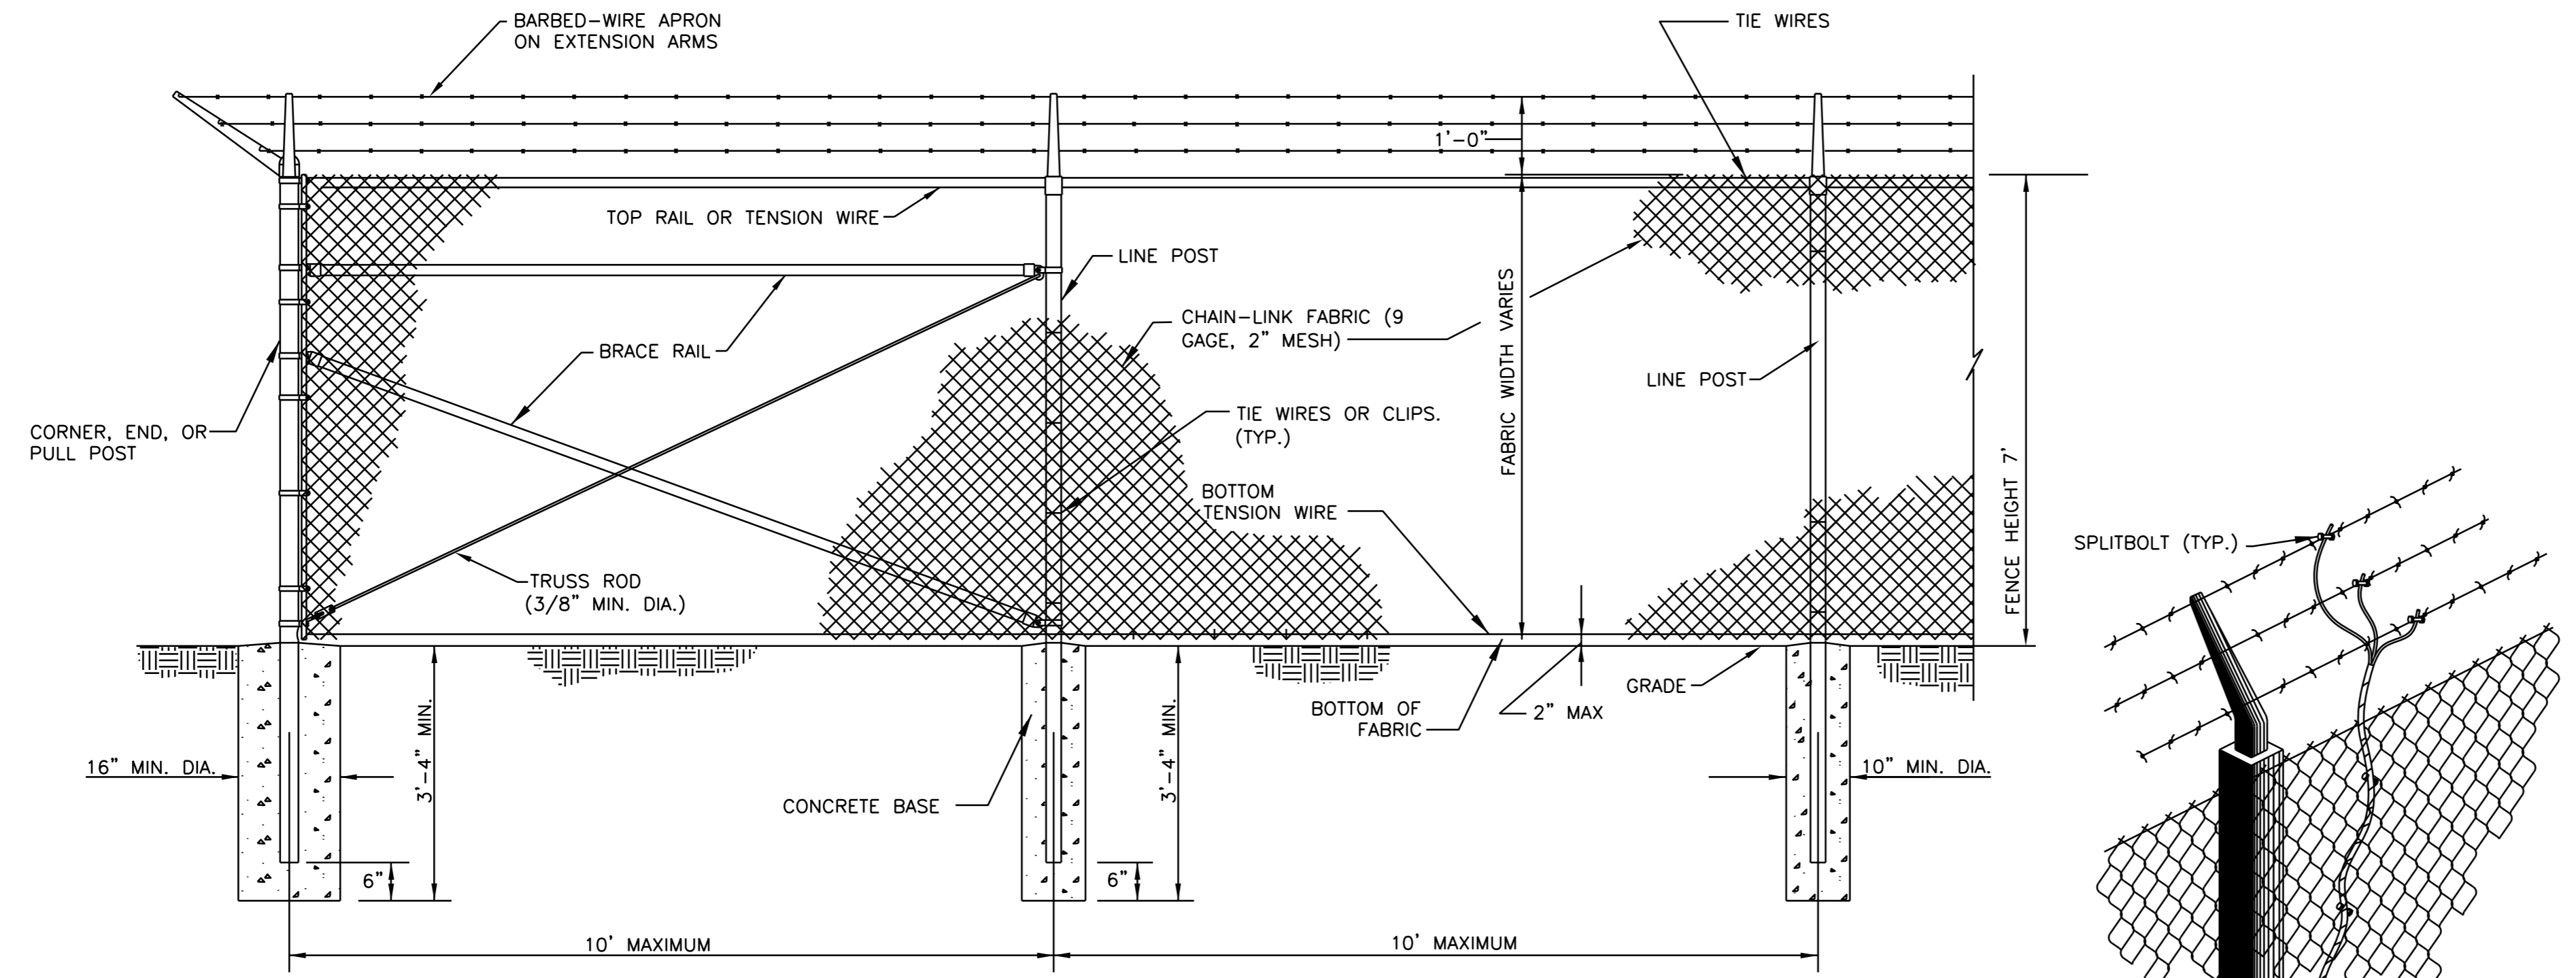 BARBED-WIRE APRON
ON EXTENSION ARMS
TIE WIRES
1'-0"
TOP RAIL OR TENSION WIRE
LINE POST
FABRIC WIDTH VARIES
CHAIN-LINK FABRIC (9
GAGE, 2" MESH)
BRACE RAIL
LINE POST
CORNER, END, OR
PULL POST
TIE WIRES OR CLIPS.
(TYP.)
FENCE HEIGHT 7'
BOTTOM
TENSION WIRE
SPLITBOLT (TYP.)
TRUSS ROD
(3/8" MIN. DIA.)
GRADE
BOTTOM OF
FABRIC
2" MAX
3'-4" MIN.
3'-4" MIN.
16" MIN. DIA.
10" MIN. DIA.
CONCRETE BASE
6"
6"
10' MAXIMUM
10' MAXIMUM